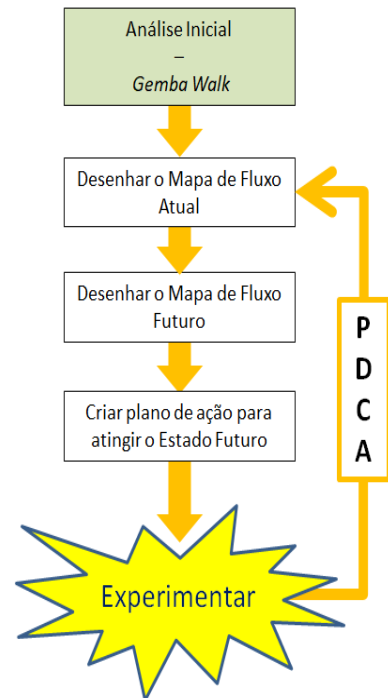 Análise Inicial
–
Gemba Walk
Desenhar o Mapa de Fluxo
Atual
Desenhar o Mapa de Fluxo
Futuro
Criar plano de ação para
atingir o Estado Futuro
Experimentar
P
D
C
A